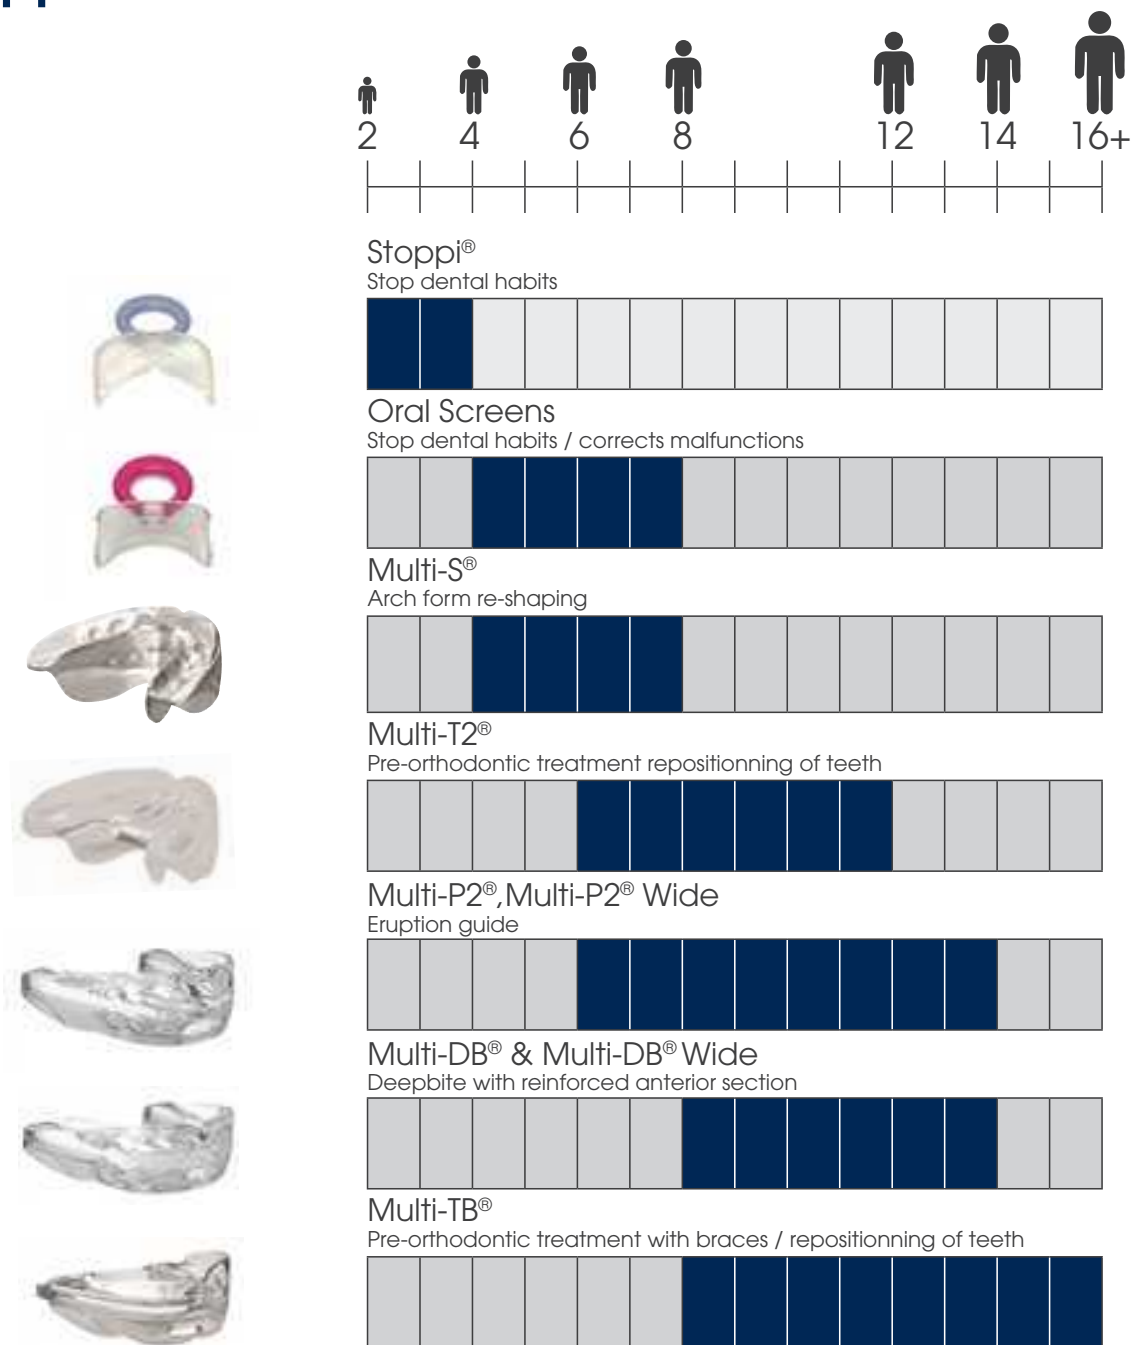 2 4 6 8 12 14 16+
Stoppi®
Stop dental habits
Oral Screens
Stop dental habits / corrects malfunctions
Multi-S®
Arch form re-shaping
Multi-T2®
Pre-orthodontic treatment repositionning of teeth
Multi-P2®, Multi-P2® Wide
Eruption guide
Multi-DB® & Multi-DB® Wide
Deepbite with reinforced anterior section
Multi-TB®
Pre-orthodontic treatment with braces / repositionning of teeth